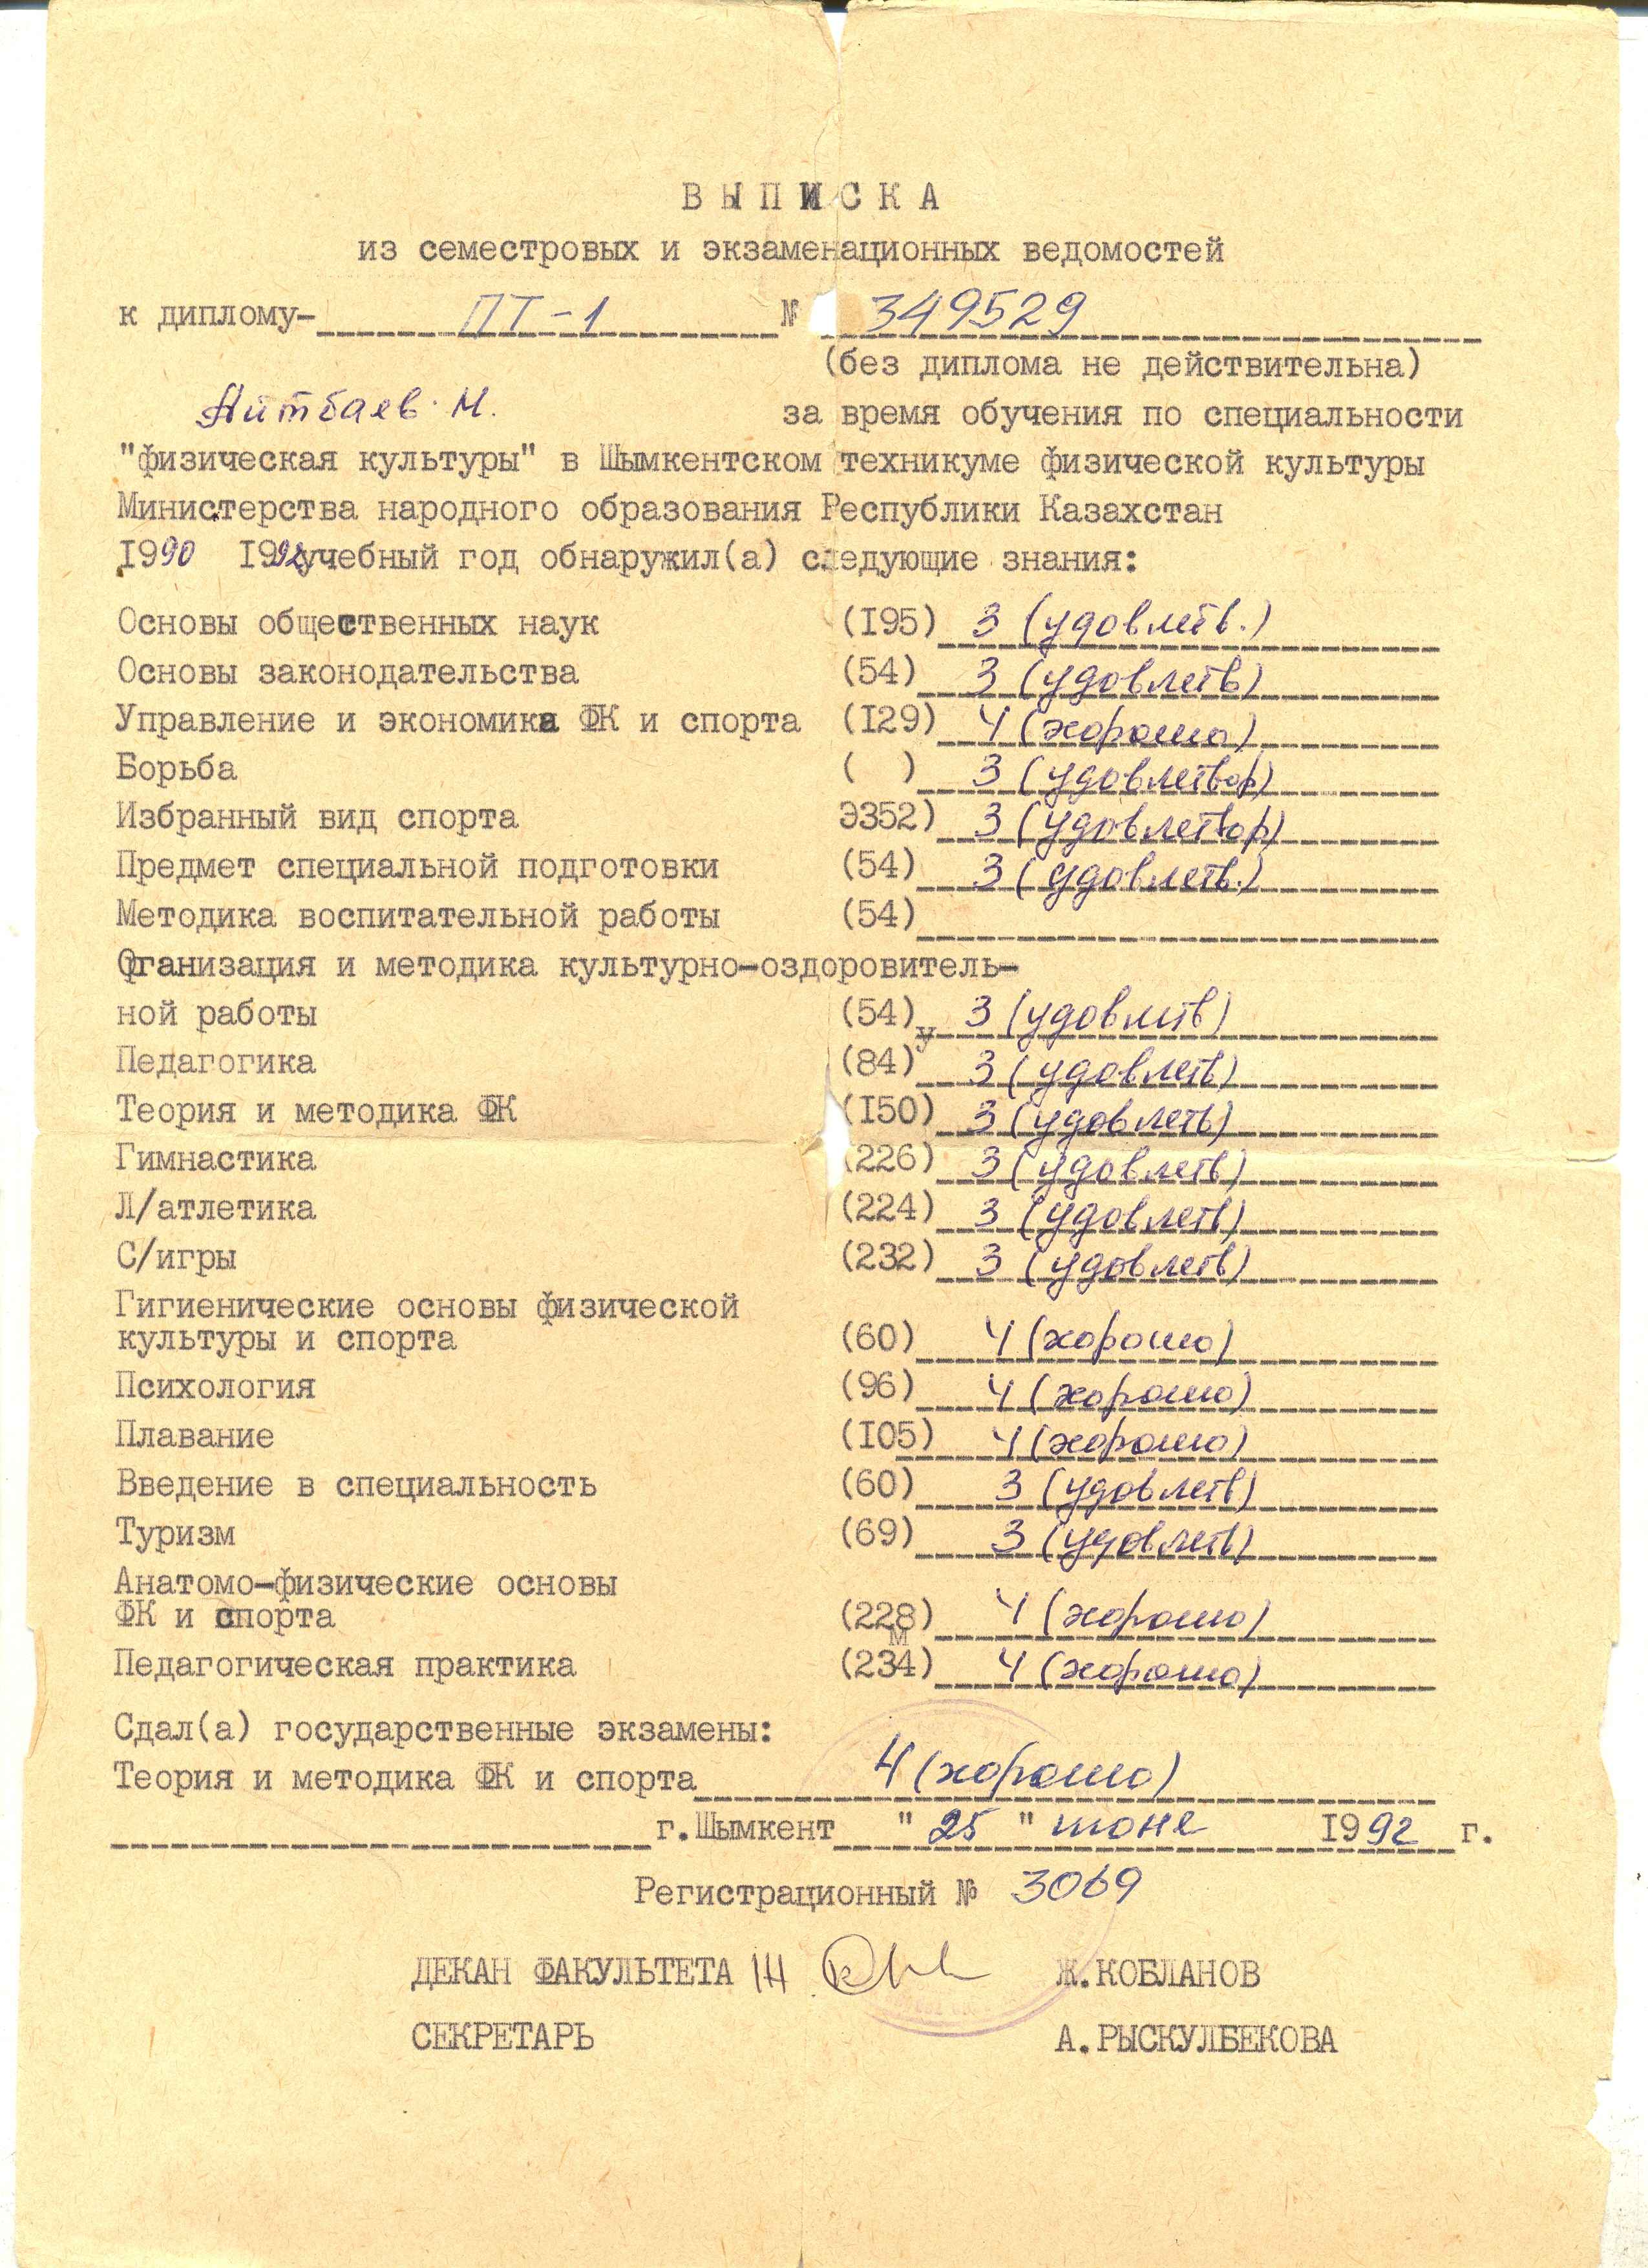 ВЫПИСКА
из семестровых и экзаменационных ведомостей
к диплому- ПТ-1 № 349529
(без диплома не действительна)
Айтбаев М. за время обучения по специальности
"физическая культуры" в Шымкентском техникуме физической культуры
Министерства народного образования Республики Казахстан
1990 1992 учебный год обнаружил(а) следующие знания:
Основы общественных наук (195) 3 (удовлетв.)
Основы законодательства (54) 3 (удовлетв)
Управление и экономика ФК и спорта (129) 4 (хорошо)
Борьба ( ) 3 (удовлетвор)
Избранный вид спорта Э352) 3 (удовлетвор)
Предмет специальной подготовки (54) 3 (удовлетв.)
Методика воспитательной работы (54)
Организация и методика культурно-оздоровитель-
ной работы (54) 3 (удовлетв)
у
Педагогика (84) 3 (удовлетв)
Теория и методика ФК (150) 3 (удовлетв)
Гимнастика (226) 3 (удовлетв)
Л/атлетика (224) 3 (удовлетв)
С/игры (232) 3 (удовлетв)
Гигиенические основы физической
культуры и спорта (60) 4 (хорошо)
Психология (96) 4 (хорошо)
Плавание (105) 4 (хорошо)
Введение в специальность (60) 3 (удовлетв)
Туризм (69) 3 (удовлетв)
Анатомо-физические основы
ФК и спорта (228) 4 (хорошо)
м
Педагогическая практика (234) 4 (хорошо)
Сдал(а) государственные экзамены:
Теория и методика ФК и спорта 4 (хорошо)
г.Шымкент "25" июне 1992 г.
Регистрационный № 3069
ДЕКАН ФАКУЛЬТЕТА Ж.КОБЛАНОВ
СЕКРЕТАРЬ А.РЫСКУЛБЕКОВА